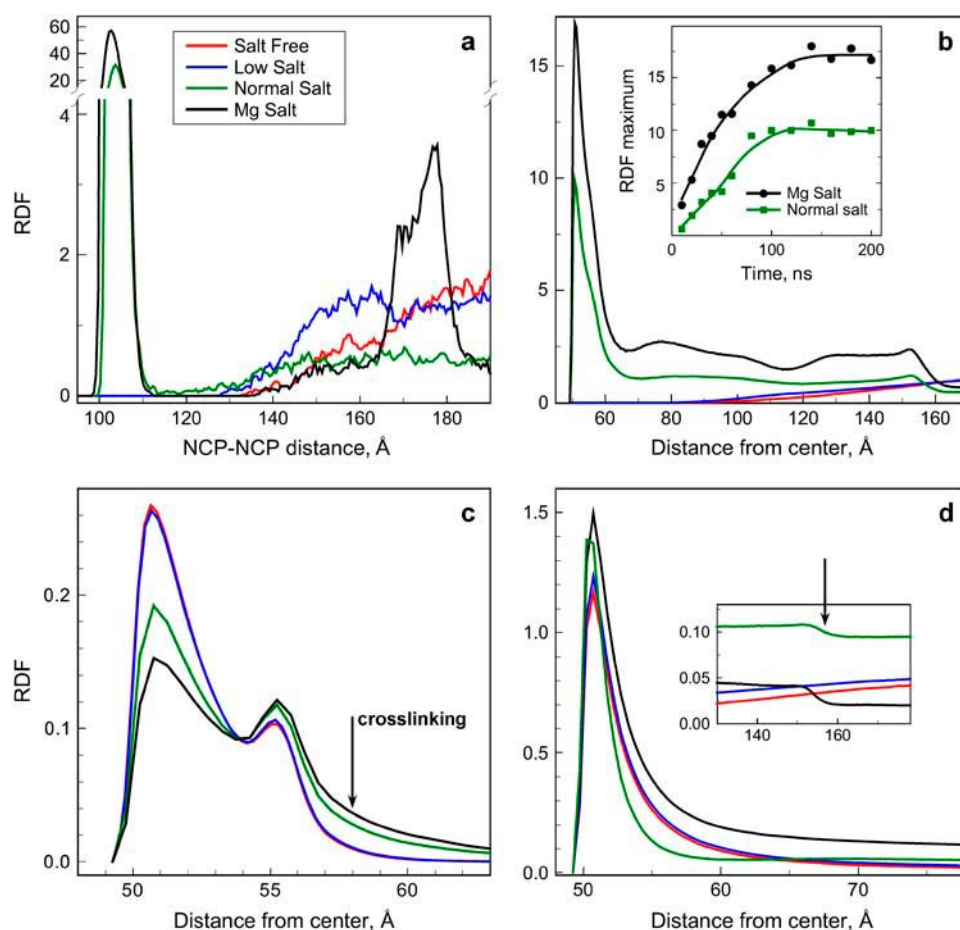 a
60
50
40
30
20
4
2
0
RDF
Salt Free
Low Salt
Normal Salt
Mg Salt
100 120 140 160 180
NCP-NCP distance, Å
b
15
10
5
0
RDF maximum
15
10
5
Mg Salt
Normal salt
0 100 200
Time, ns
60 80 100 120 140 160
Distance from center, Å
c
0.2
0.1
0.0
RDF
crosslinking
50 55 60
Distance from center, Å
d
1.5
1.0
0.5
0.0
0.10
0.05
0.00
140 160
50 60 70
Distance from center, Å